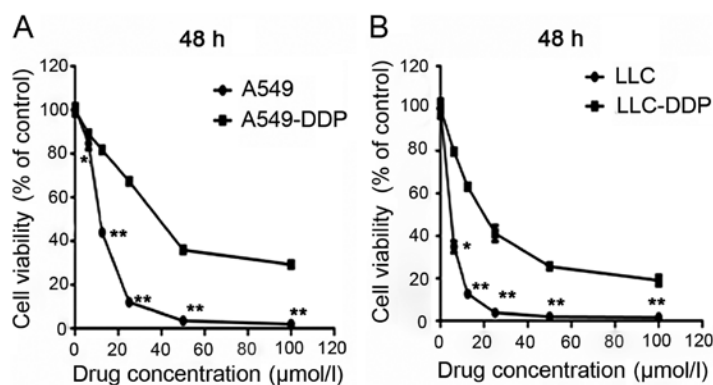 A
48 h
A549
A549-DDP
Cell viability (% of control)
120
100
80
60
40
20
0
*
**
**
**
**
0 20 40 60 80 100 120
Drug concentration (μmol/l)
B
48 h
LLC
LLC-DDP
Cell viability (% of control)
120
100
80
60
40
20
0
*
**
**
**
**
0 20 40 60 80 100 120
Drug concentration (μmol/l)